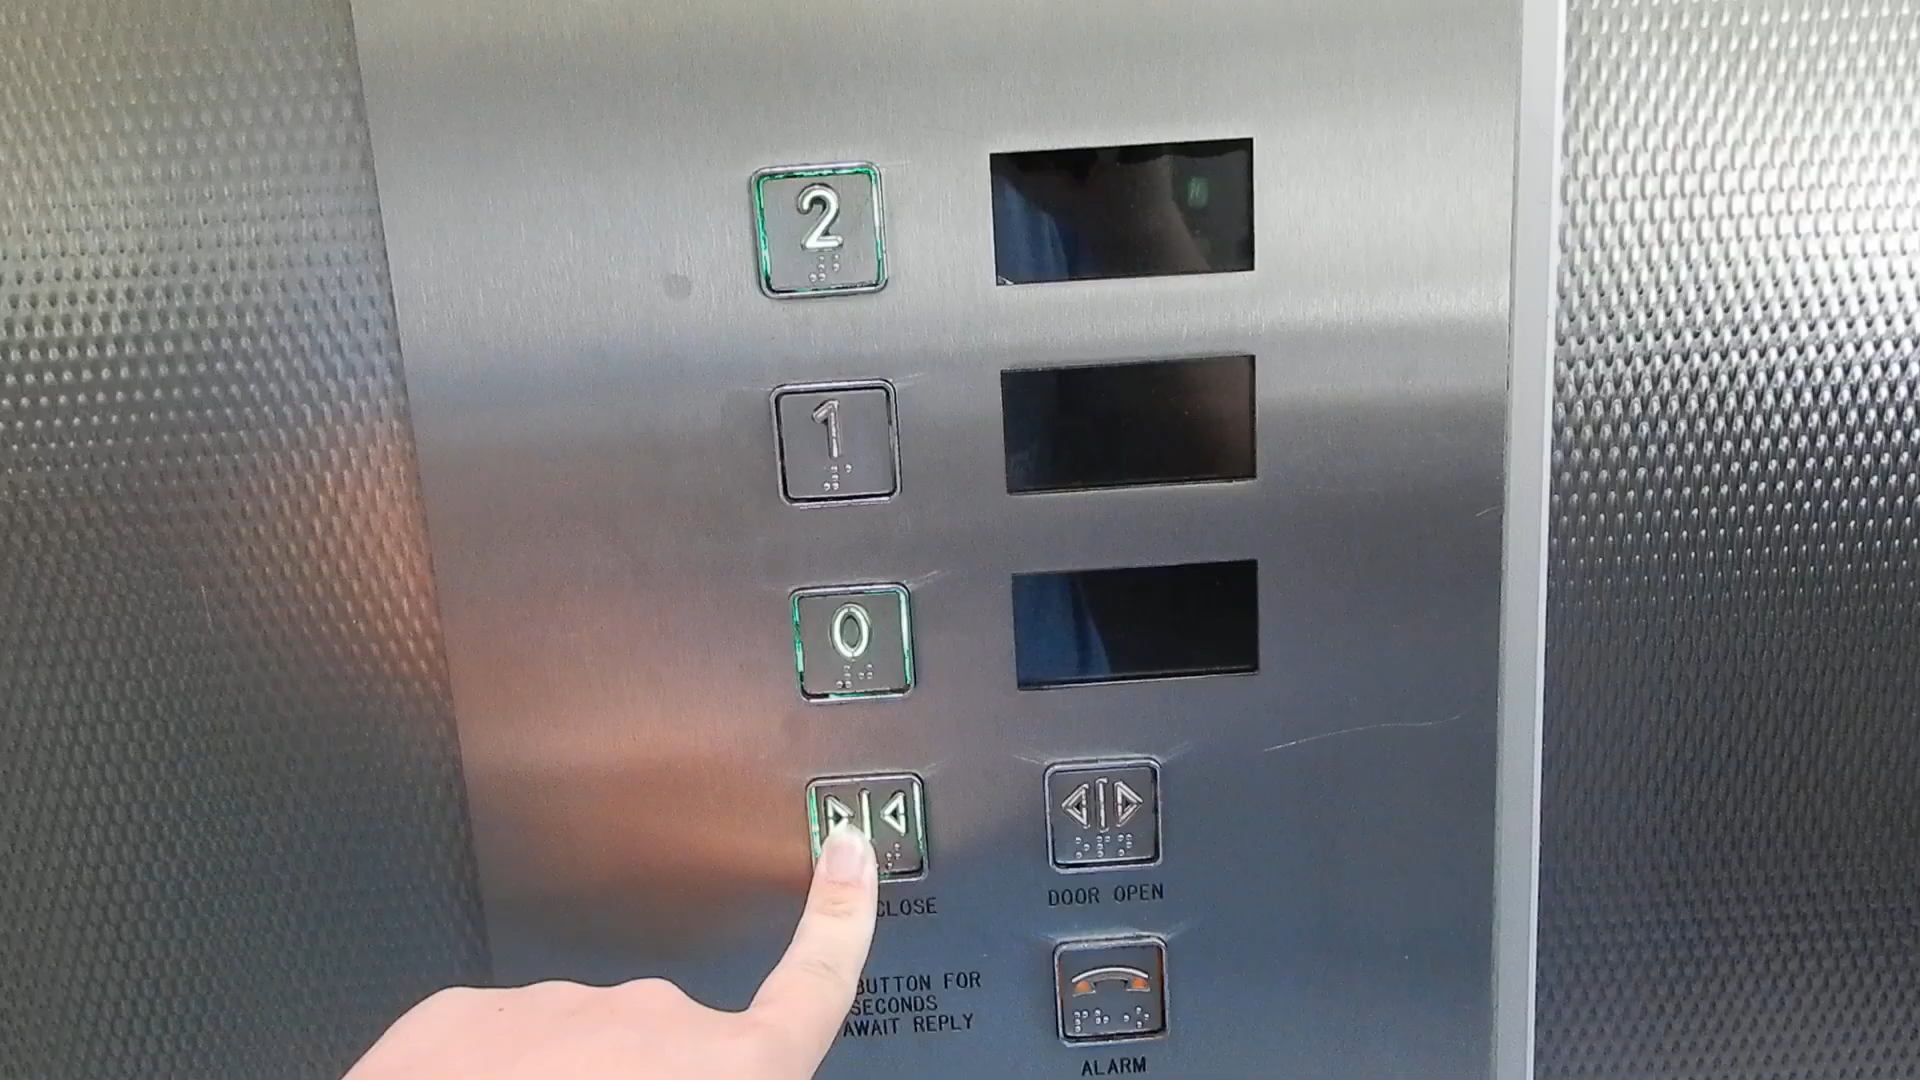 2
1
0
CLOSE
DOOR OPEN
BUTTON FOR
SECONDS
AWAIT REPLY
ALARM